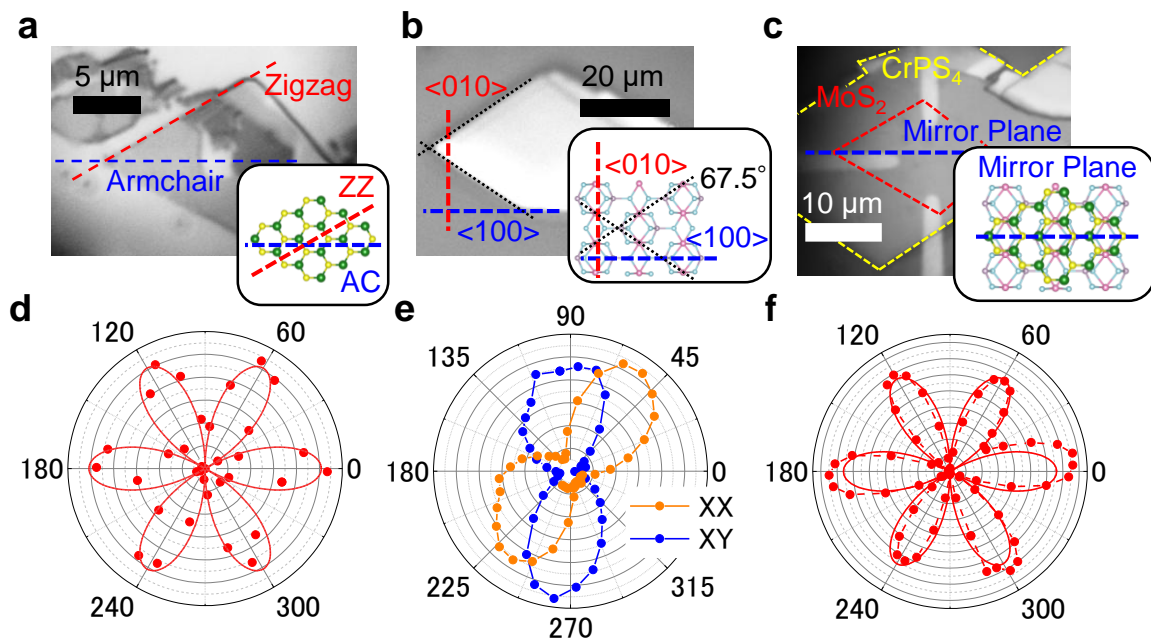 a
5 µm
Zigzag
Armchair
ZZ
AC
b
<010>
20 µm
<100>
<010>
67.5°
<100>
c
CrPS4
MoS2
Mirror Plane
10 µm
Mirror Plane
d
120
60
180
0
240
300
e
90
135
45
180
0
225
315
270
XX
XY
f
120
60
180
0
240
300